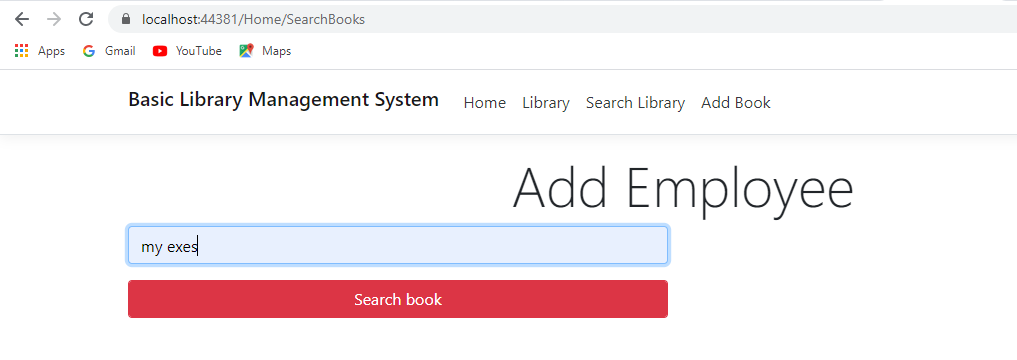 localhost:44381/Home/SearchBooks
Apps Gmail YouTube Maps
Basic Library Management System Home Library Search Library Add Book
Add Employee
my exes
Search book